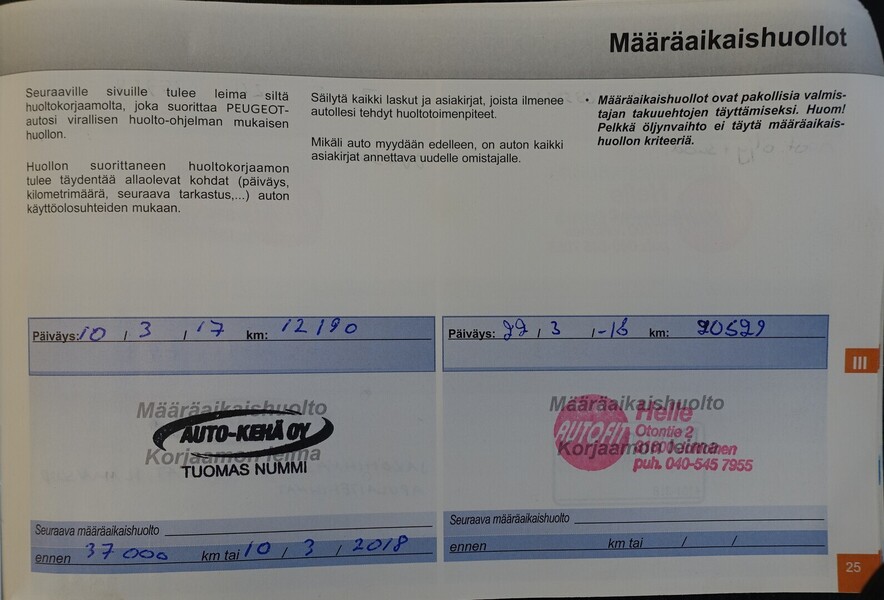 Määräaikaishuollot
Seuraaville sivuille tulee leima siltä
huoltokorjaamolta, joka suorittaa PEUGEOT-
autosi virallisen huolto-ohjelman mukaisen
huollon.
Huollon suorittaneen huoltokorjaamon
tulee täydentää allaolevat kohdat (päiväys,
kilometrimäärä, seuraava tarkastus,...) auton
käyttöolosuhteiden mukaan.
Säilytä kaikki laskut ja asiakirjat, joista ilmenee
autollesi tehdyt huoltotoimenpiteet.
Mikäli auto myydään edelleen, on auton kaikki
asiakirjat annettava uudelle omistajalle.
• Määräaikaishuollot ovat pakollisia valmis-
tajan takuuehtojen täyttämiseksi. Huom!
Pelkkä öljynvaihto ei täytä määräaikais-
huollon kriteeriä.
Päiväys: 10 / 3 / 17 km: 12190
Määräaikaishuolto
AUTO-KEHÄ OY
Korjaamon leima
TUOMAS NUMMI
Seuraava määräaikaishuolto
ennen 37 000 km tai 10 / 3 / 2018
Päiväys: 22 / 3 /-18 km: 20529
Määräaikaishuolto
AUTOFIT Helle
Otontie 2
Korjaamon leima
puh. 040-545 7955
Seuraava määräaikaishuolto
ennen km tai / /
III
25